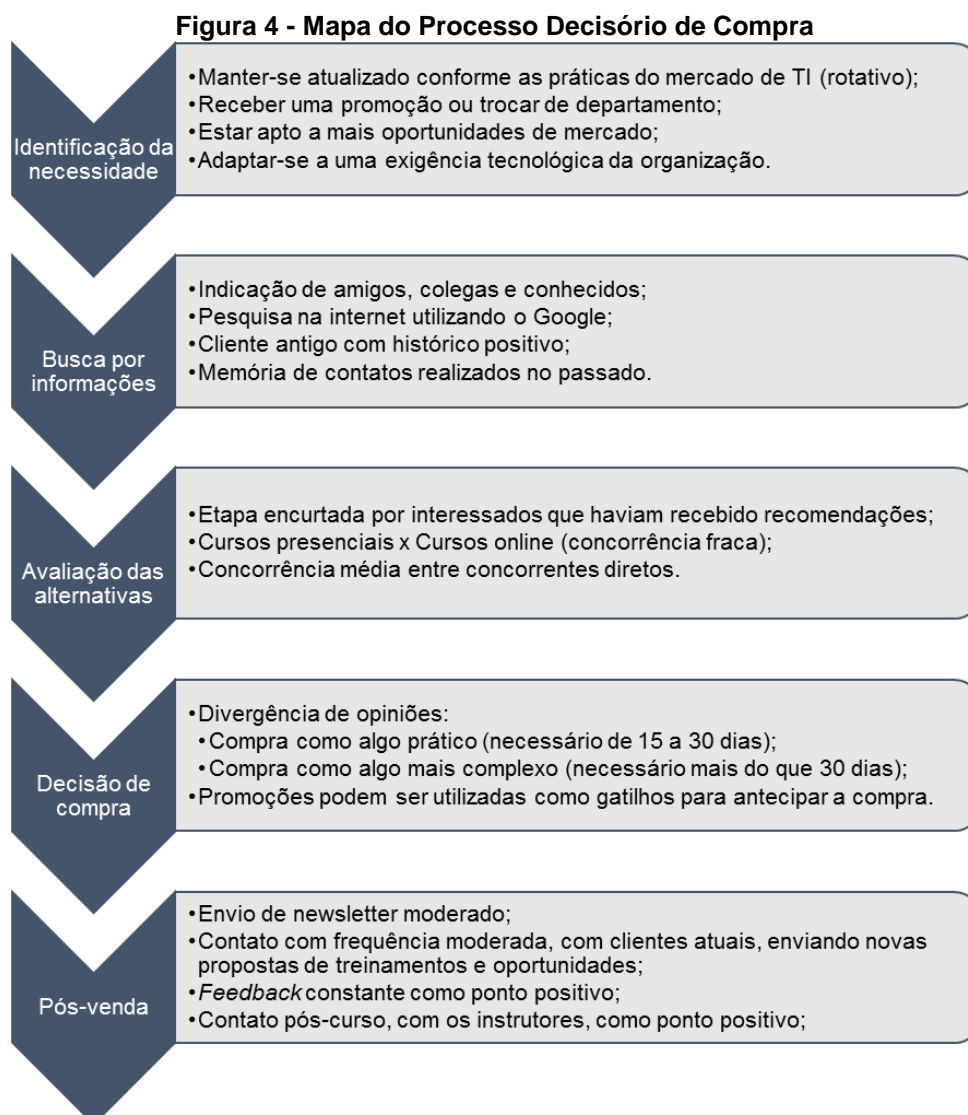 Figura 4 - Mapa do Processo Decisório de Compra
Identificação da
necessidade
•Manter-se atualizado conforme as práticas do mercado de TI (rotativo);
•Receber uma promoção ou trocar de departamento;
•Estar apto a mais oportunidades de mercado;
•Adaptar-se a uma exigência tecnológica da organização.
Busca por
informações
•Indicação de amigos, colegas e conhecidos;
•Pesquisa na internet utilizando o Google;
•Cliente antigo com histórico positivo;
•Memória de contatos realizados no passado.
Avaliação das
alternativas
•Etapa encurtada por interessados que haviam recebido recomendações;
•Cursos presenciais x Cursos online (concorrência fraca);
•Concorrência média entre concorrentes diretos.
Decisão de
compra
•Divergência de opiniões:
•Compra como algo prático (necessário de 15 a 30 dias);
•Compra como algo mais complexo (necessário mais do que 30 dias);
•Promoções podem ser utilizadas como gatilhos para antecipar a compra.
Pós-venda
•Envio de newsletter moderado;
•Contato com frequência moderada, com clientes atuais, enviando novas
propostas de treinamentos e oportunidades;
•Feedback constante como ponto positivo;
•Contato pós-curso, com os instrutores, como ponto positivo;